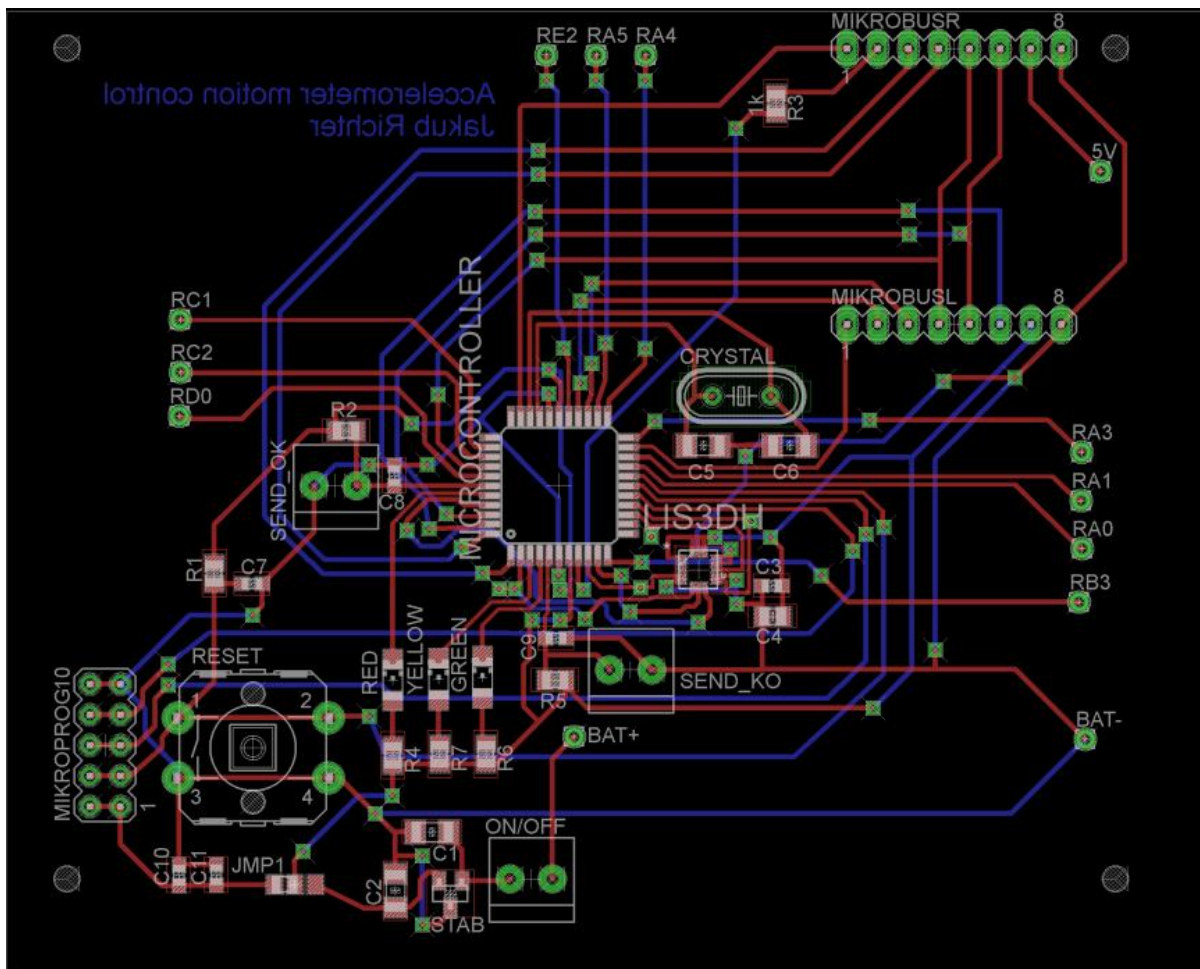 RE2 RA5 RA4
MIKROBUSR 8
1
Accelerometer motion control
Jakub Richter
1k
R3
5V
MICROCONTROLLER
MIKROBUSL 8
1
RC1
RC2
RD0
CRYSTAL
C5 C6
R2
SEND_OK
C8
RA3
RA1
RA0
RB3
LIS3DH
C3
C4
R1
C7
C9
RED
YELLOW
GREEN
R5
SEND_KO
RESET
1 2
3 4
MIKROPROG10
1
R4
R7
R6
BAT+
BAT-
C10
C11
JMP1
C2
C1
STAB
ON/OFF